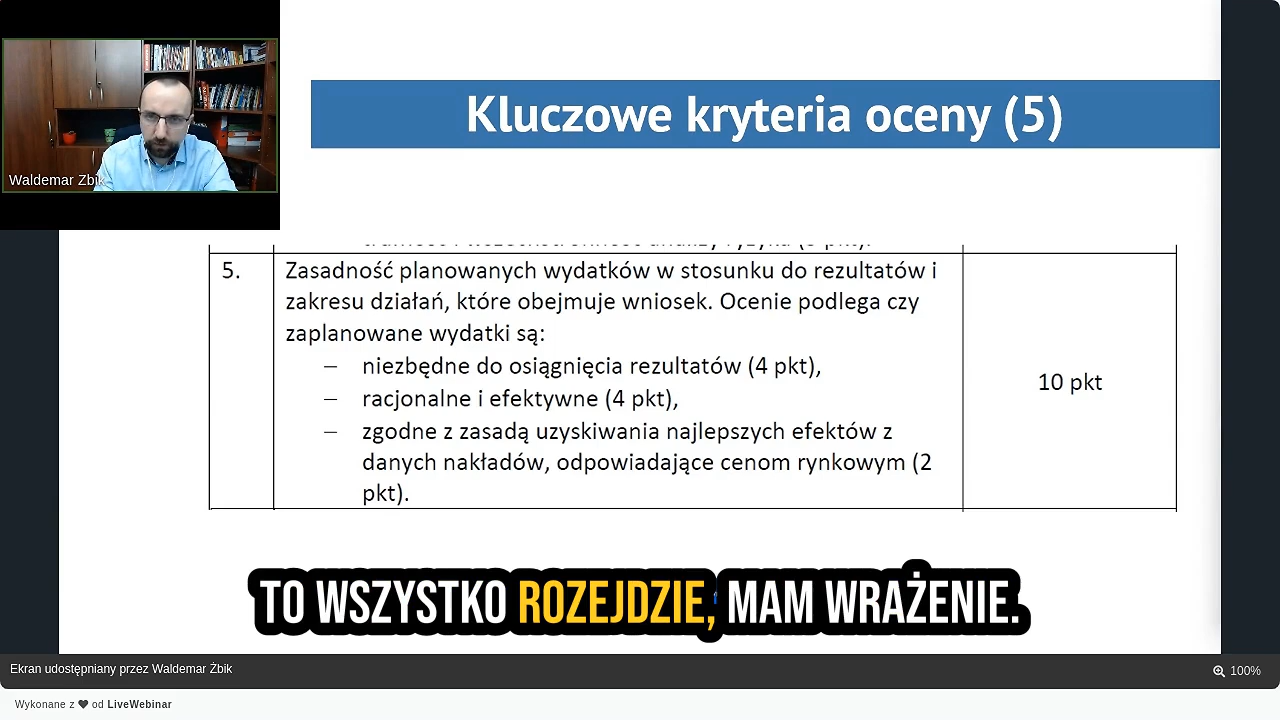 Waldemar Żbik
Kluczowe kryteria oceny (5)
5.
Zasadność planowanych wydatków w stosunku do rezultatów i
zakresu działań, które obejmuje wniosek. Ocenie podlega czy
zaplanowane wydatki są:
– niezbędne do osiągnięcia rezultatów (4 pkt),
– racjonalne i efektywne (4 pkt),
– zgodne z zasadą uzyskiwania najlepszych efektów z
danych nakładów, odpowiadające cenom rynkowym (2
pkt).
10 pkt
TO WSZYSTKO ROZEJDZIE, MAM WRAŻENIE.
Ekran udostępniany przez Waldemar Żbik
100%
Wykonane z ❤ od LiveWebinar